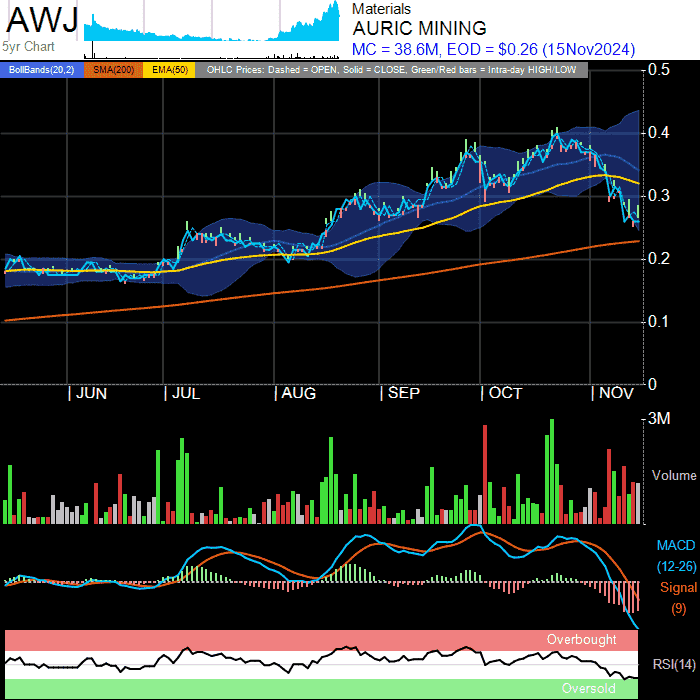 AWJ
5yr Chart
Materials
AURIC MINING
MC = 38.6M, EOD = $0.26 (15Nov2024)
BollBands(20,2) SMA(200) EMA(50) OHLC Prices: Dashed = OPEN, Solid = CLOSE, Green/Red bars = Intra-day HIGH/LOW
0.5
0.4
0.3
0.2
0.1
0
| JUN | JUL | AUG | SEP | OCT | NOV
3M
Volume
MACD
(12-26)
Signal
(9)
Overbought
RSI(14)
Oversold